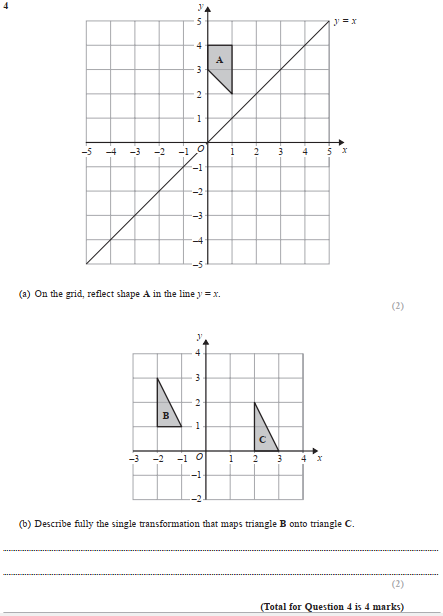 4
y
5
y = x
4
A
3
2
1
-5 -4 -3 -2 -1 O 1 2 3 4 5 x
-1
-2
-3
-4
-5
(a) On the grid, reflect shape A in the line y = x.
(2)
y
4
3
2
B
1
C
-3 -2 -1 O 1 2 3 4 x
-1
-2
(b) Describe fully the single transformation that maps triangle B onto triangle C.
(2)
(Total for Question 4 is 4 marks)